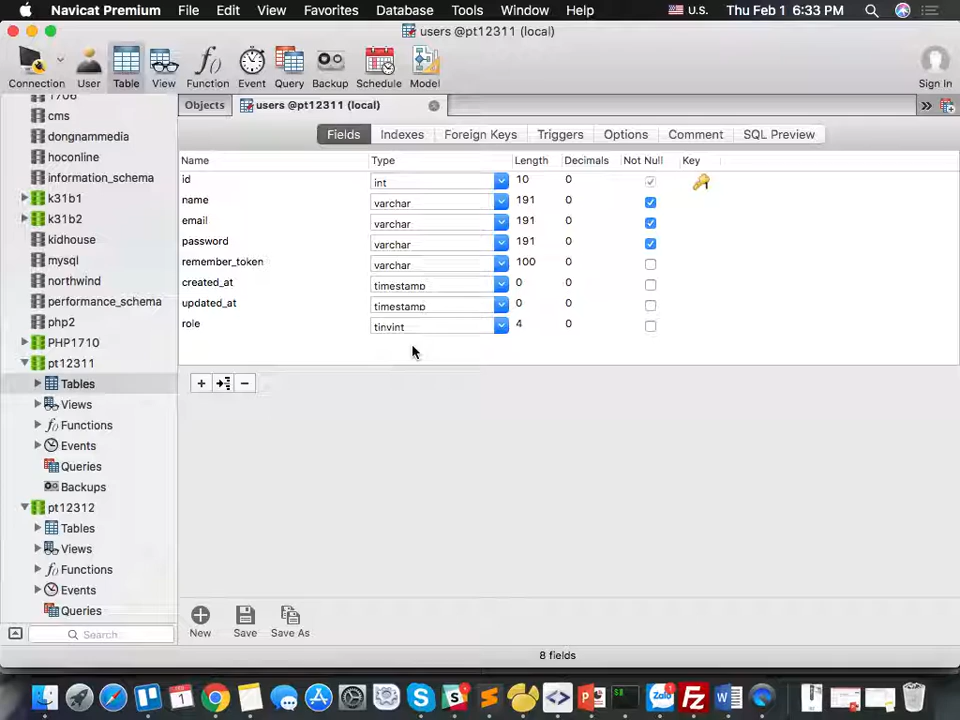 Navicat Premium File Edit View Favorites Database Tools Window Help U.S. Thu Feb 1 6:33 PM
users @pt12311 (local)
Connection User Table View Function Event Query Backup Schedule Model Sign In
Objects users @pt12311 (local)
Fields Indexes Foreign Keys Triggers Options Comment SQL Preview
Name Type Length Decimals Not Null Key
id int 10 0
name varchar 191 0
email varchar 191 0
password varchar 191 0
remember_token varchar 100 0
created_at timestamp 0 0
updated_at timestamp 0 0
role tinyint 4 0
1706
cms
dongnammedia
hoconline
information_schema
k31b1
k31b2
kidhouse
mysql
northwind
performance_schema
php2
PHP1710
pt12311
Tables
Views
Functions
Events
Queries
Backups
pt12312
Tables
Views
Functions
Events
Queries
Search
New Save Save As
8 fields